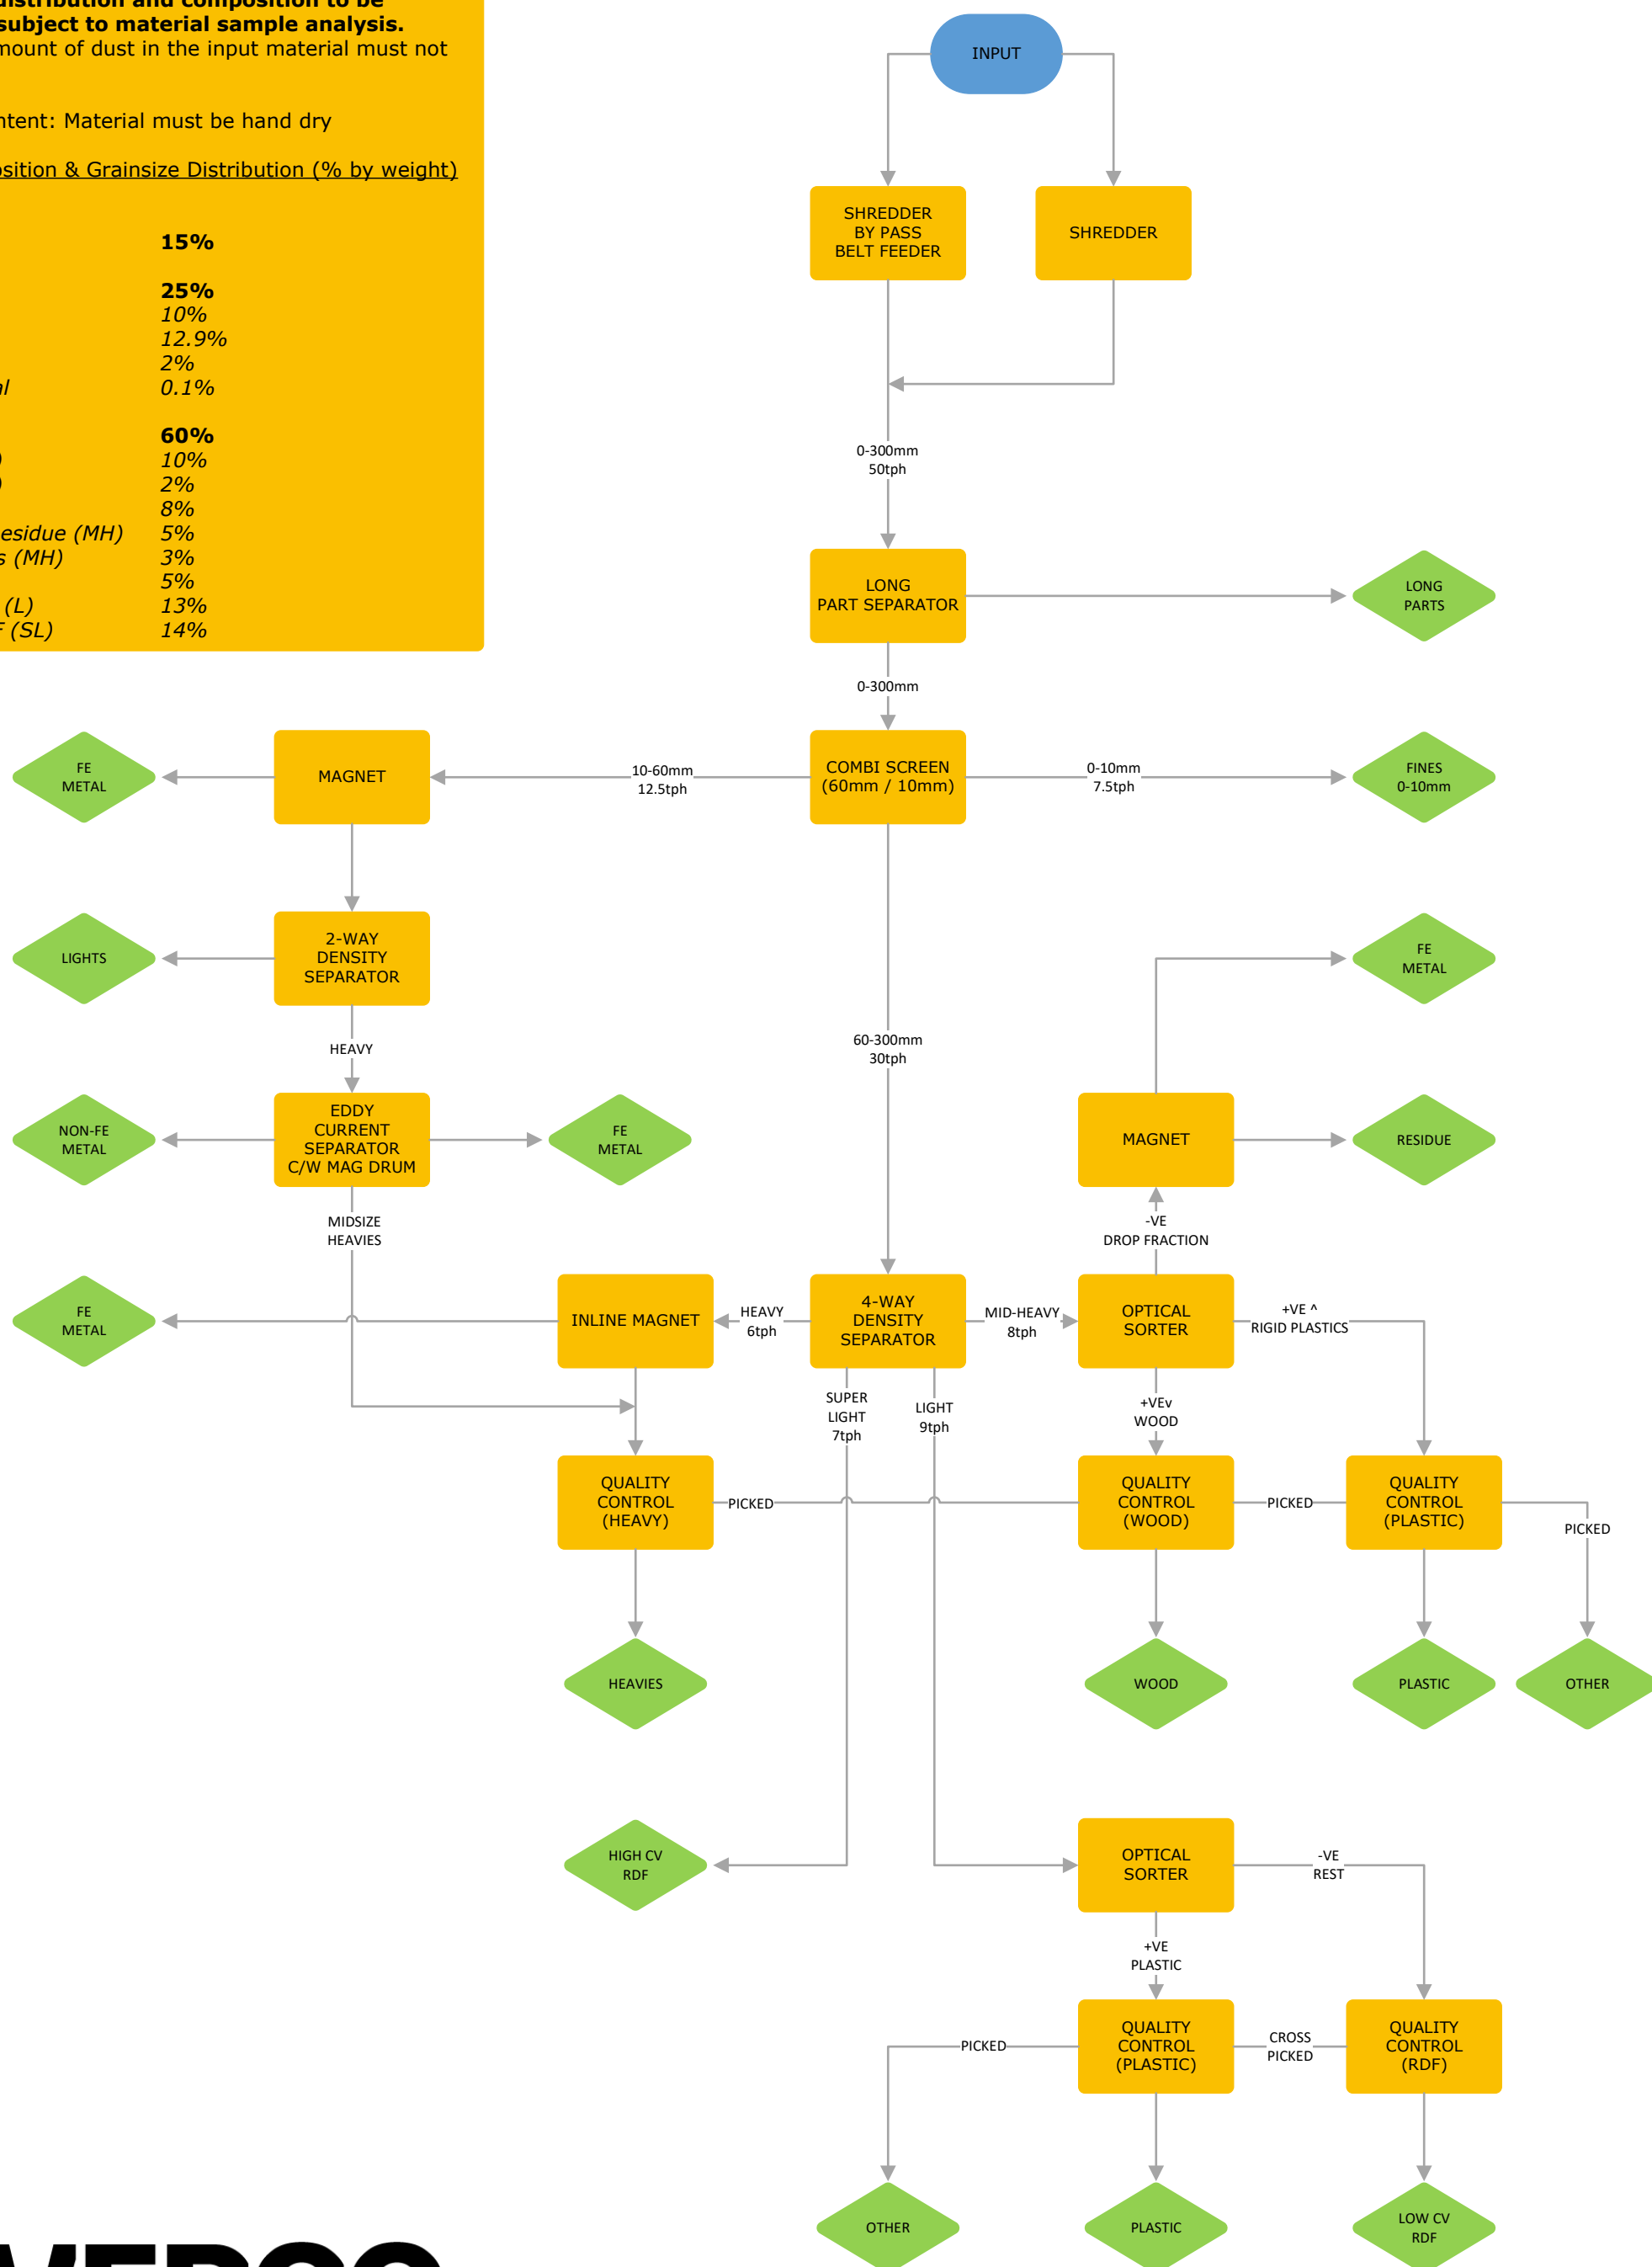 distribution and composition to be
subject to material sample analysis.
mount of dust in the input material must not
ntent: Material must be hand dry
osition & Grainsize Distribution (% by weight)
15%
25%
10%
12.9%
2%
al 0.1%
60%
) 10%
) 2%
8%
esidue (MH) 5%
s (MH) 3%
5%
(L) 13%
F (SL) 14%
INPUT
SHREDDER
BY PASS
BELT FEEDER
SHREDDER
0-300mm
50tph
LONG
PART SEPARATOR
LONG
PARTS
0-300mm
FE
METAL
MAGNET
10-60mm
12.5tph
COMBI SCREEN
(60mm / 10mm)
0-10mm
7.5tph
FINES
0-10mm
LIGHTS
2-WAY
DENSITY
SEPARATOR
FE
METAL
HEAVY
60-300mm
30tph
NON-FE
METAL
EDDY
CURRENT
SEPARATOR
C/W MAG DRUM
FE
METAL
MAGNET
RESIDUE
MIDSIZE
HEAVIES
-VE
DROP FRACTION
FE
METAL
INLINE MAGNET
HEAVY
6tph
4-WAY
DENSITY
SEPARATOR
MID-HEAVY
8tph
OPTICAL
SORTER
+VE ^
RIGID PLASTICS
SUPER
LIGHT
7tph
LIGHT
9tph
+VEv
WOOD
QUALITY
CONTROL
(HEAVY)
PICKED
QUALITY
CONTROL
(WOOD)
PICKED
QUALITY
CONTROL
(PLASTIC)
PICKED
HEAVIES
WOOD
PLASTIC
OTHER
HIGH CV
RDF
OPTICAL
SORTER
-VE
REST
+VE
PLASTIC
PICKED
QUALITY
CONTROL
(PLASTIC)
CROSS
PICKED
QUALITY
CONTROL
(RDF)
OTHER
PLASTIC
LOW CV
RDF